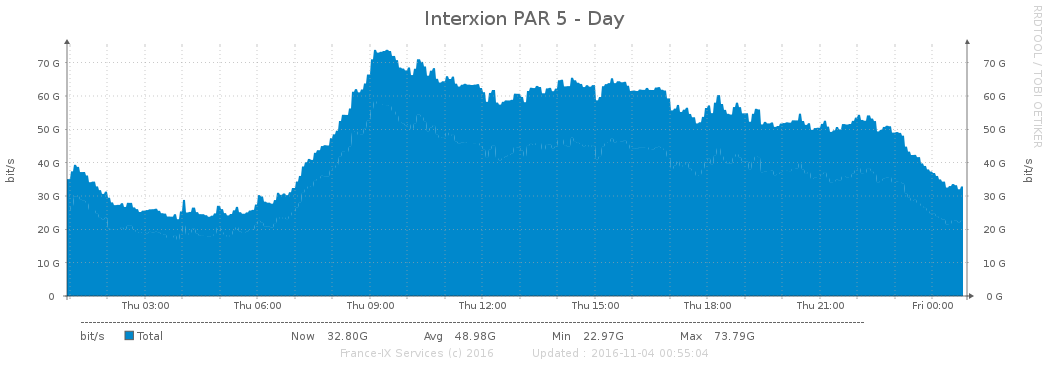 Interxion PAR 5 - Day
RRDTOOL / TOBI OETIKER
bit/s
70 G 70 G
60 G 60 G
50 G 50 G
40 G 40 G
30 G 30 G
20 G 20 G
10 G 10 G
0 0 G
bit/s
Thu 03:00 Thu 06:00 Thu 09:00 Thu 12:00 Thu 15:00 Thu 18:00 Thu 21:00 Fri 00:00
bit/s Total Now 32.80G Avg 48.98G Min 22.97G Max 73.79G
France-IX Services (c) 2016 Updated : 2016-11-04 00:55:04